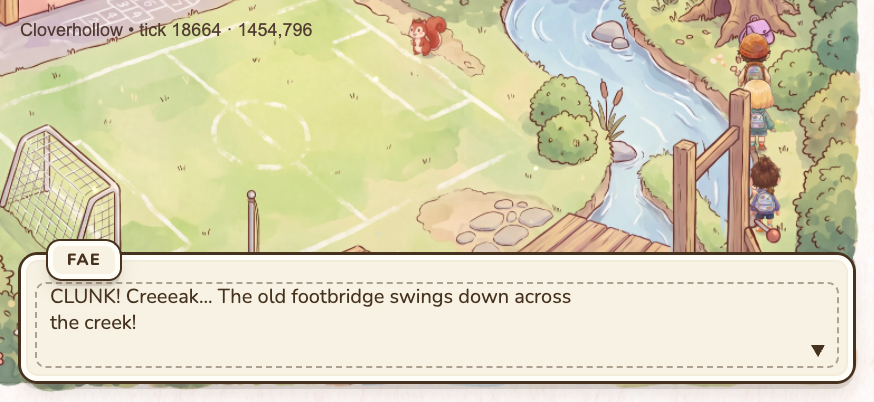 Cloverhollow • tick 18664 · 1454,796
FAE
CLUNK! Creeeak... The old footbridge swings down across
the creek!